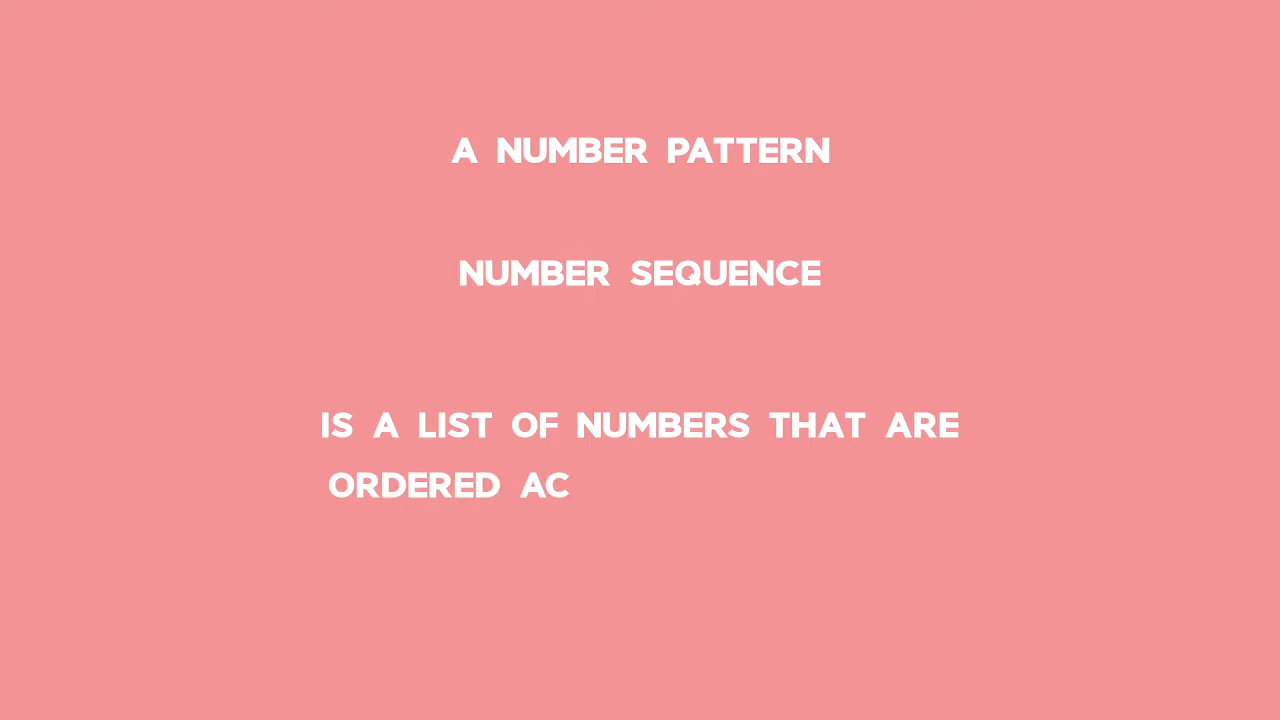 A NUMBER PATTERN
NUMBER SEQUENCE
IS A LIST OF NUMBERS THAT ARE
ORDERED AC